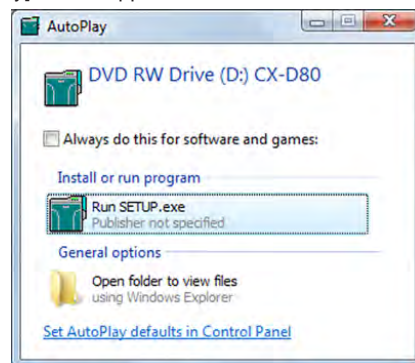 AutoPlay
DVD RW Drive (D:) CX-D80
Always do this for software and games:
Install or run program
Run SETUP.exe
Publisher not specified
General options
Open folder to view files
using Windows Explorer
Set AutoPlay defaults in Control Panel